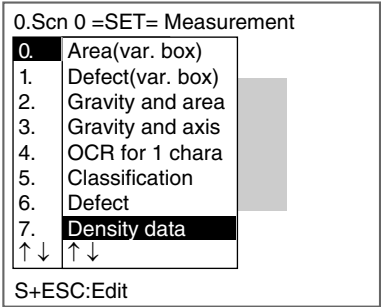 0.Scn 0 =SET= Measurement
0. Area(var. box)
1. Defect(var. box)
2. Gravity and area
3. Gravity and axis
4. OCR for 1 chara
5. Classification
6. Defect
7. Density data
↑↓ ↑↓
S+ESC:Edit